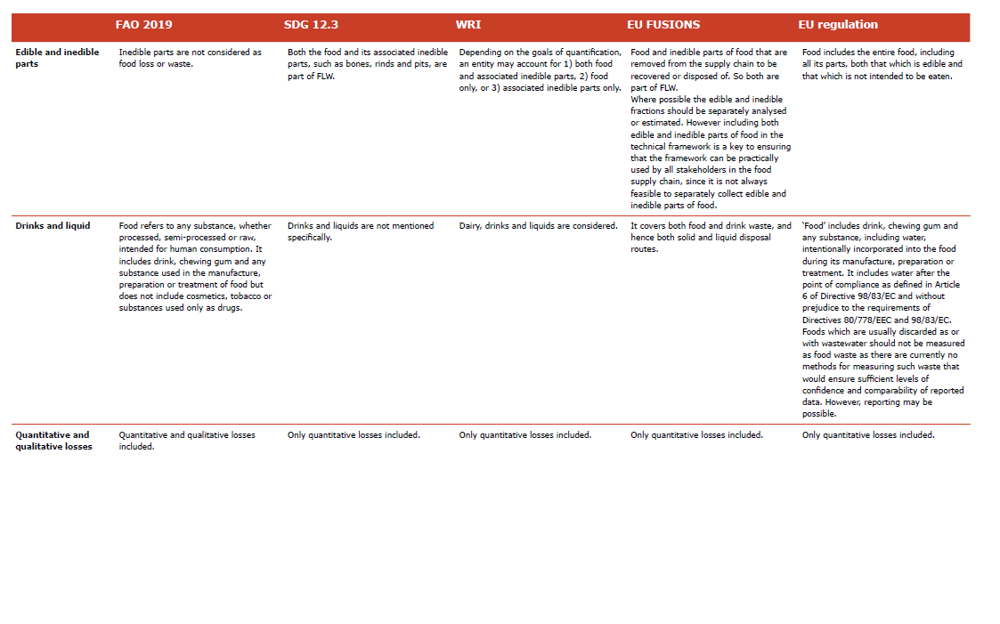 FAO 2019 SDG 12.3 WRI EU FUSIONS EU regulation
Edible and inedible
parts
Inedible parts are not considered as
food loss or waste.
Both the food and its associated inedible
parts, such as bones, rinds and pits, are
part of FLW.
Depending on the goals of quantification,
an entity may account for 1) both food
and associated inedible parts, 2) food
only, or 3) associated inedible parts only.
Food and inedible parts of food that are
removed from the supply chain to be
recovered or disposed of. So both are
part of FLW.
Where possible the edible and inedible
fractions should be separately analysed
or estimated. However including both
edible and inedible parts of food in the
technical framework is a key to ensuring
that the framework can be practically
used by all stakeholders in the food
supply chain, since it is not always
feasible to separately collect edible and
inedible parts of food.
Food includes the entire food, including
all its parts, both that which is edible and
that which is not intended to be eaten.
Drinks and liquid
Food refers to any substance, whether
processed, semi-processed or raw,
intended for human consumption. It
includes drink, chewing gum and any
substance used in the manufacture,
preparation or treatment of food but
does not include cosmetics, tobacco or
substances used only as drugs.
Drinks and liquids are not mentioned
specifically.
Dairy, drinks and liquids are considered.
It covers both food and drink waste, and
hence both solid and liquid disposal
routes.
‘Food’ includes drink, chewing gum and
any substance, including water,
intentionally incorporated into the food
during its manufacture, preparation or
treatment. It includes water after the
point of compliance as defined in Article
6 of Directive 98/83/EC and without
prejudice to the requirements of
Directives 80/778/EEC and 98/83/EC.
Foods which are usually discarded as or
with wastewater should not be measured
as food waste as there are currently no
methods for measuring such waste that
would ensure sufficient levels of
confidence and comparability of reported
data. However, reporting may be
possible.
Quantitative and
qualitative losses
Quantitative and qualitative losses
included.
Only quantitative losses included.
Only quantitative losses included.
Only quantitative losses included.
Only quantitative losses included.